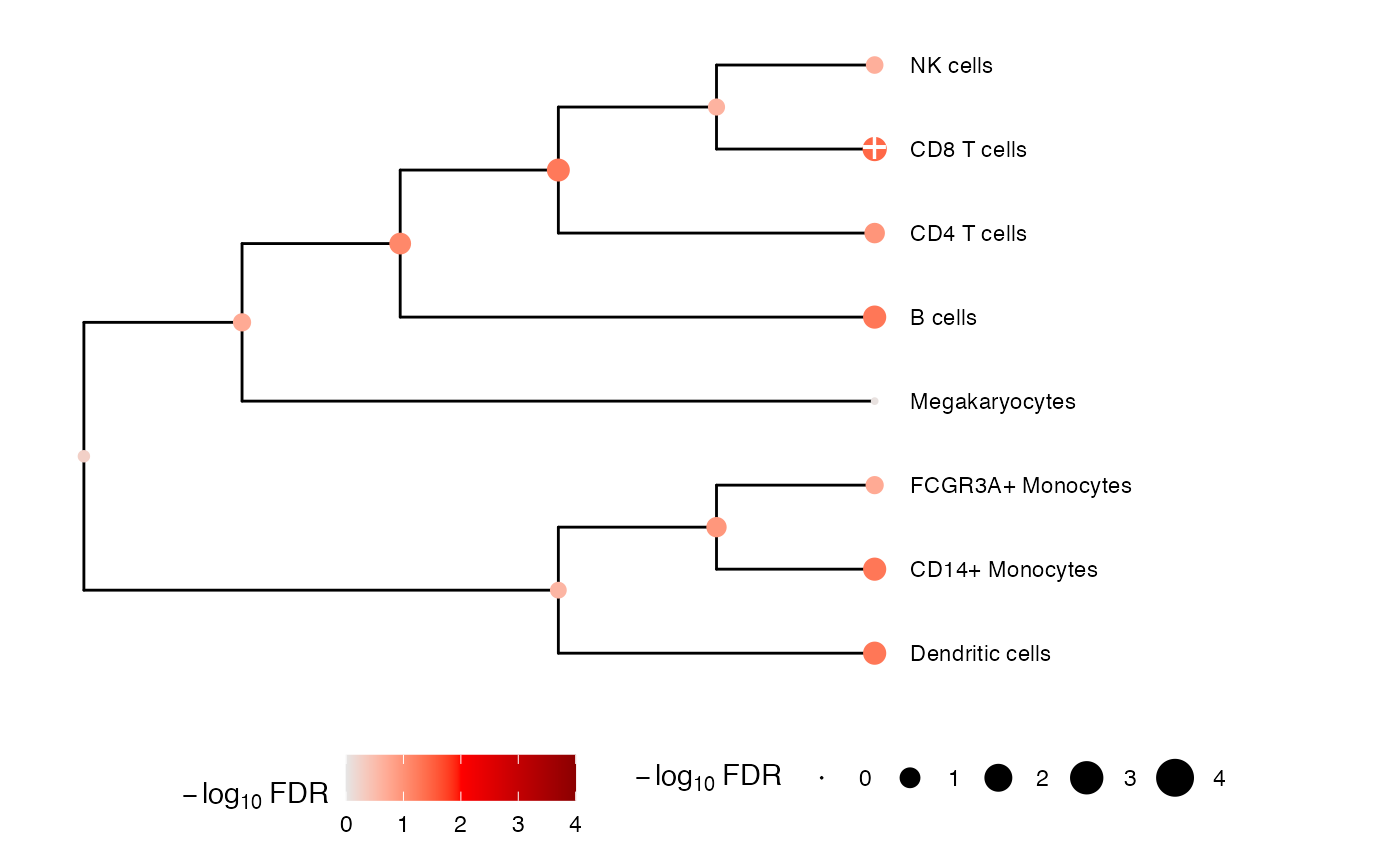 NK cells
CD8 T cells
CD4 T cells
B cells
Megakaryocytes
FCGR3A+ Monocytes
CD14+ Monocytes
Dendritic cells
−log₁₀ FDR
0 1 2 3 4
−log₁₀ FDR 0 1 2 3 4